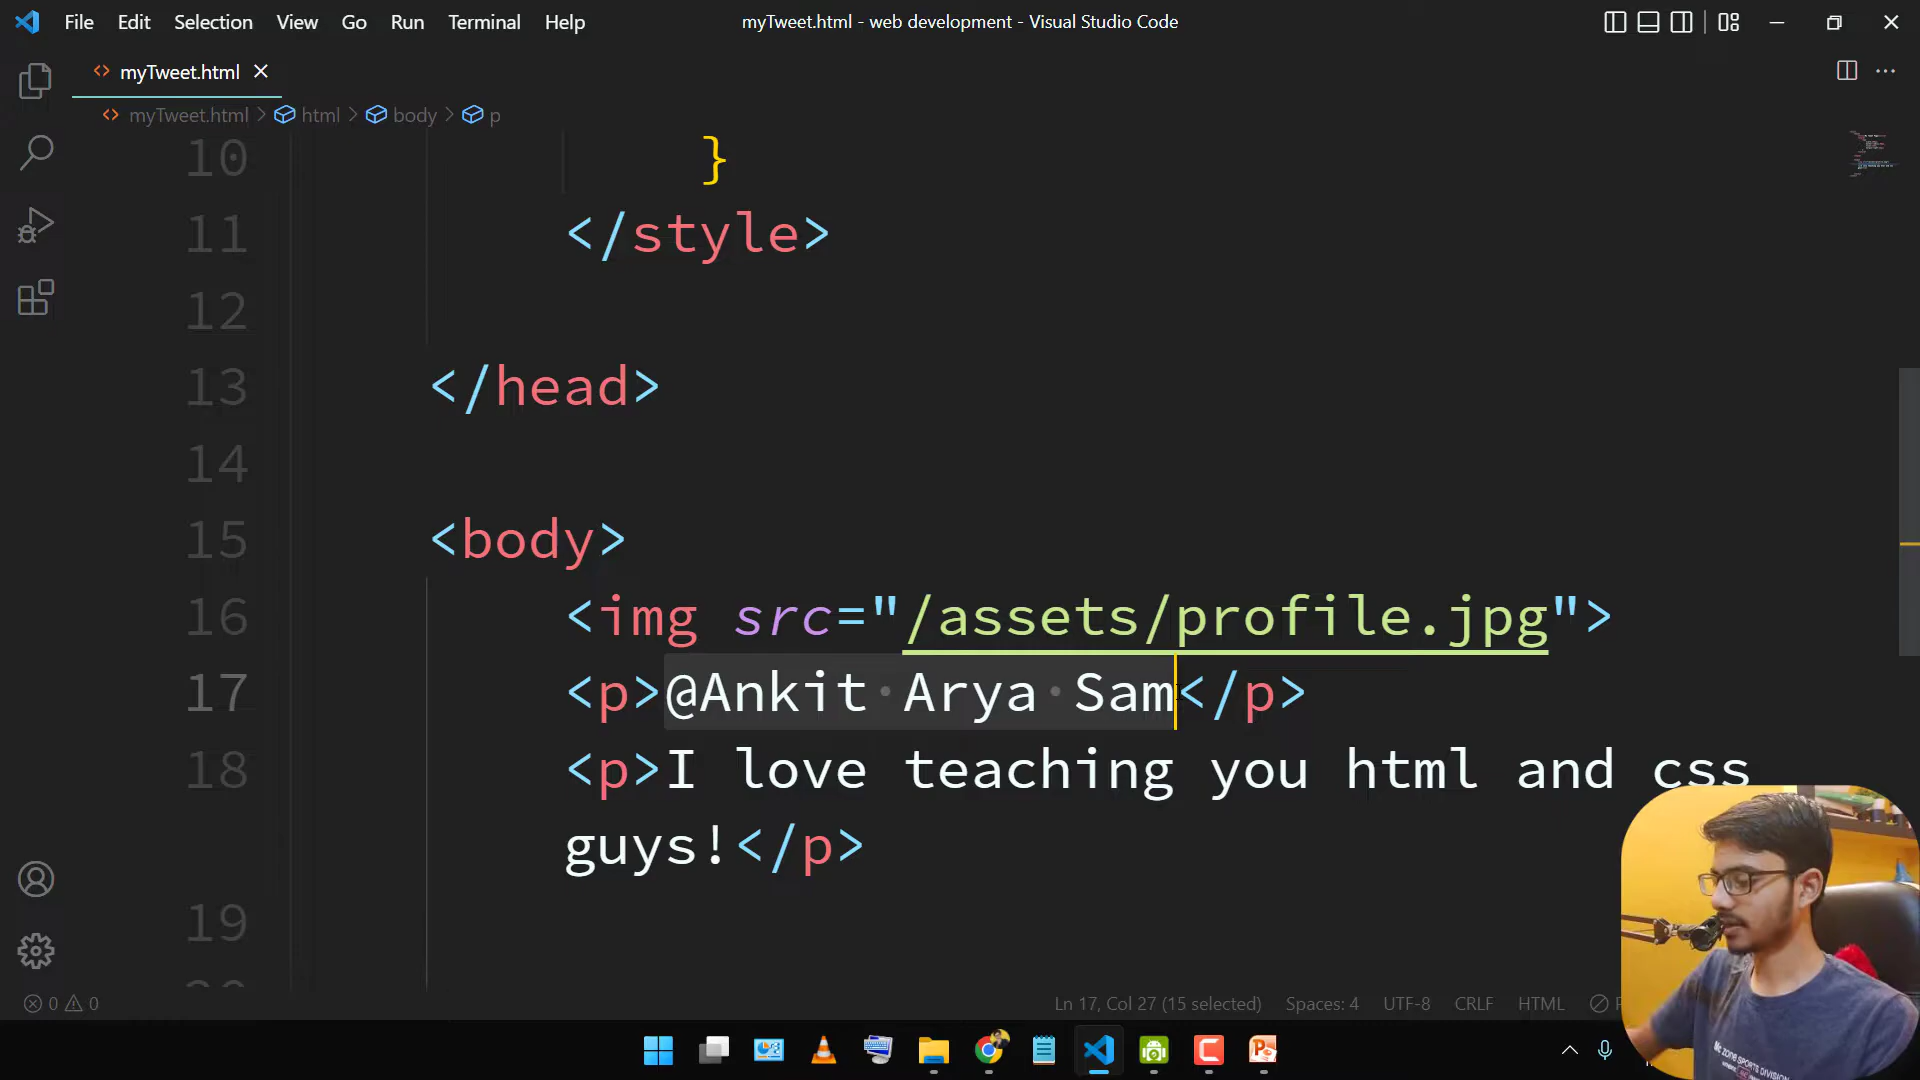 File Edit Selection View Go Run Terminal Help myTweet.html - web development - Visual Studio Code
myTweet.html
myTweet.html html body p
10 }
11 </style>
12
13 </head>
14
15 <body>
16 <img src="/assets/profile.jpg">
17 <p>@Ankit Arya Sam</p>
18 <p>I love teaching you html and css
guys!</p>
19
0 0 Ln 17, Col 27 (15 selected) Spaces: 4 UTF-8 CRLF HTML